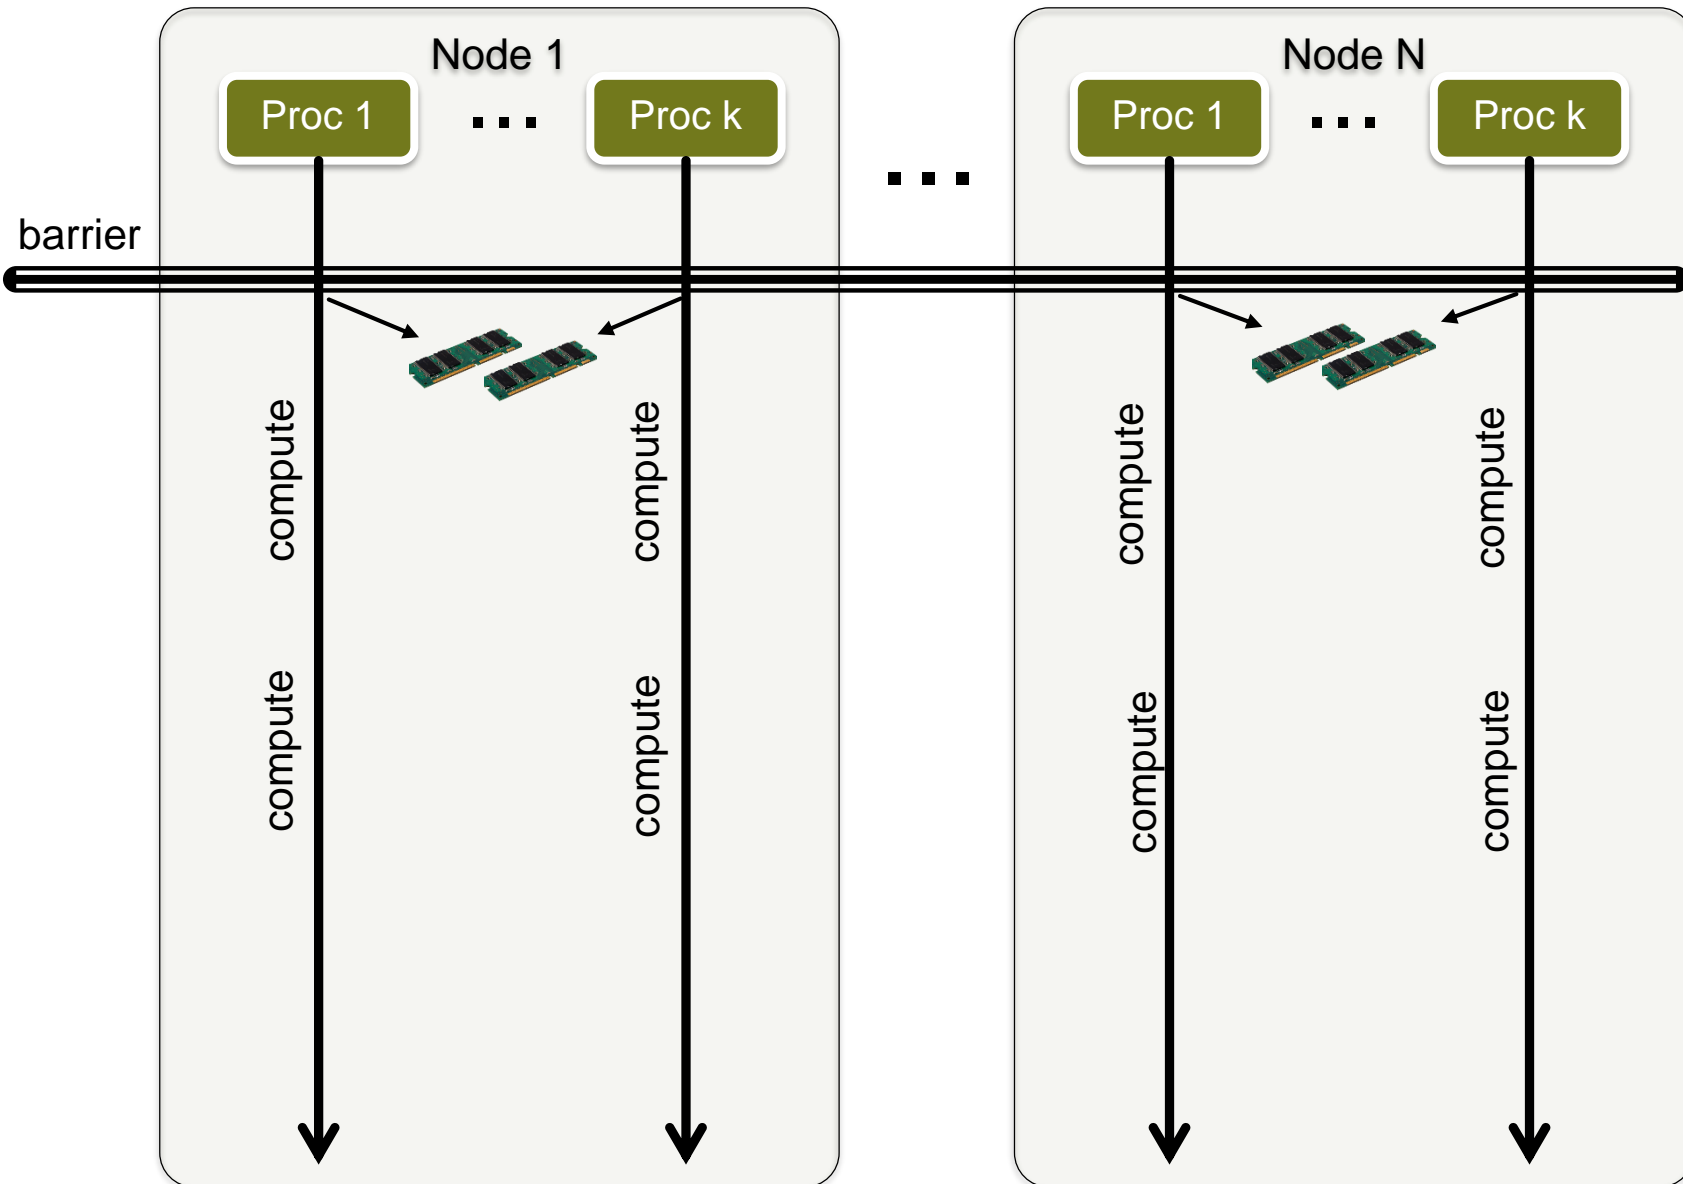 Node 1
Node N
Proc 1
...
Proc k
...
Proc 1
...
Proc k
barrier
compute
compute
compute
compute
compute
compute
compute
compute